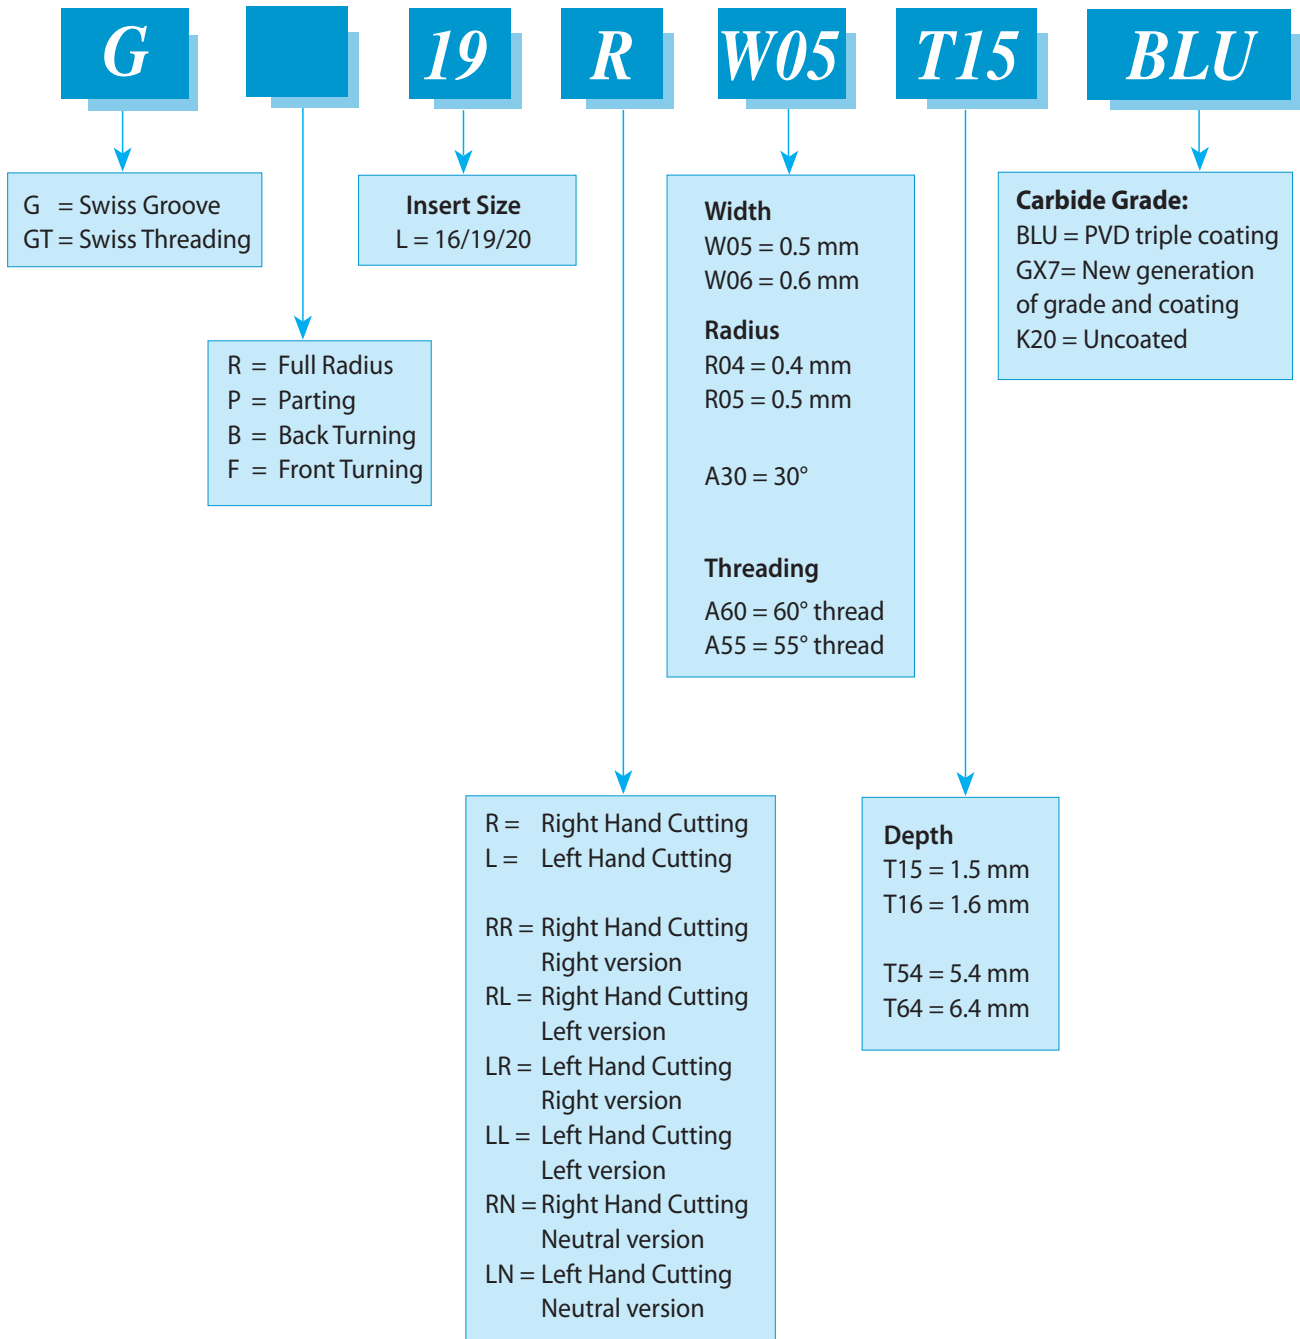 G 19 R W05 T15 BLU
G = Swiss Groove
GT = Swiss Threading
R = Full Radius
P = Parting
B = Back Turning
F = Front Turning
Insert Size
L = 16/19/20
R = Right Hand Cutting
L = Left Hand Cutting
RR = Right Hand Cutting
Right version
RL = Right Hand Cutting
Left version
LR = Left Hand Cutting
Right version
LL = Left Hand Cutting
Left version
RN = Right Hand Cutting
Neutral version
LN = Left Hand Cutting
Neutral version
Width
W05 = 0.5 mm
W06 = 0.6 mm
Radius
R04 = 0.4 mm
R05 = 0.5 mm
A30 = 30°
Threading
A60 = 60° thread
A55 = 55° thread
Depth
T15 = 1.5 mm
T16 = 1.6 mm
T54 = 5.4 mm
T64 = 6.4 mm
Carbide Grade:
BLU = PVD triple coating
GX7= New generation
of grade and coating
K20 = Uncoated